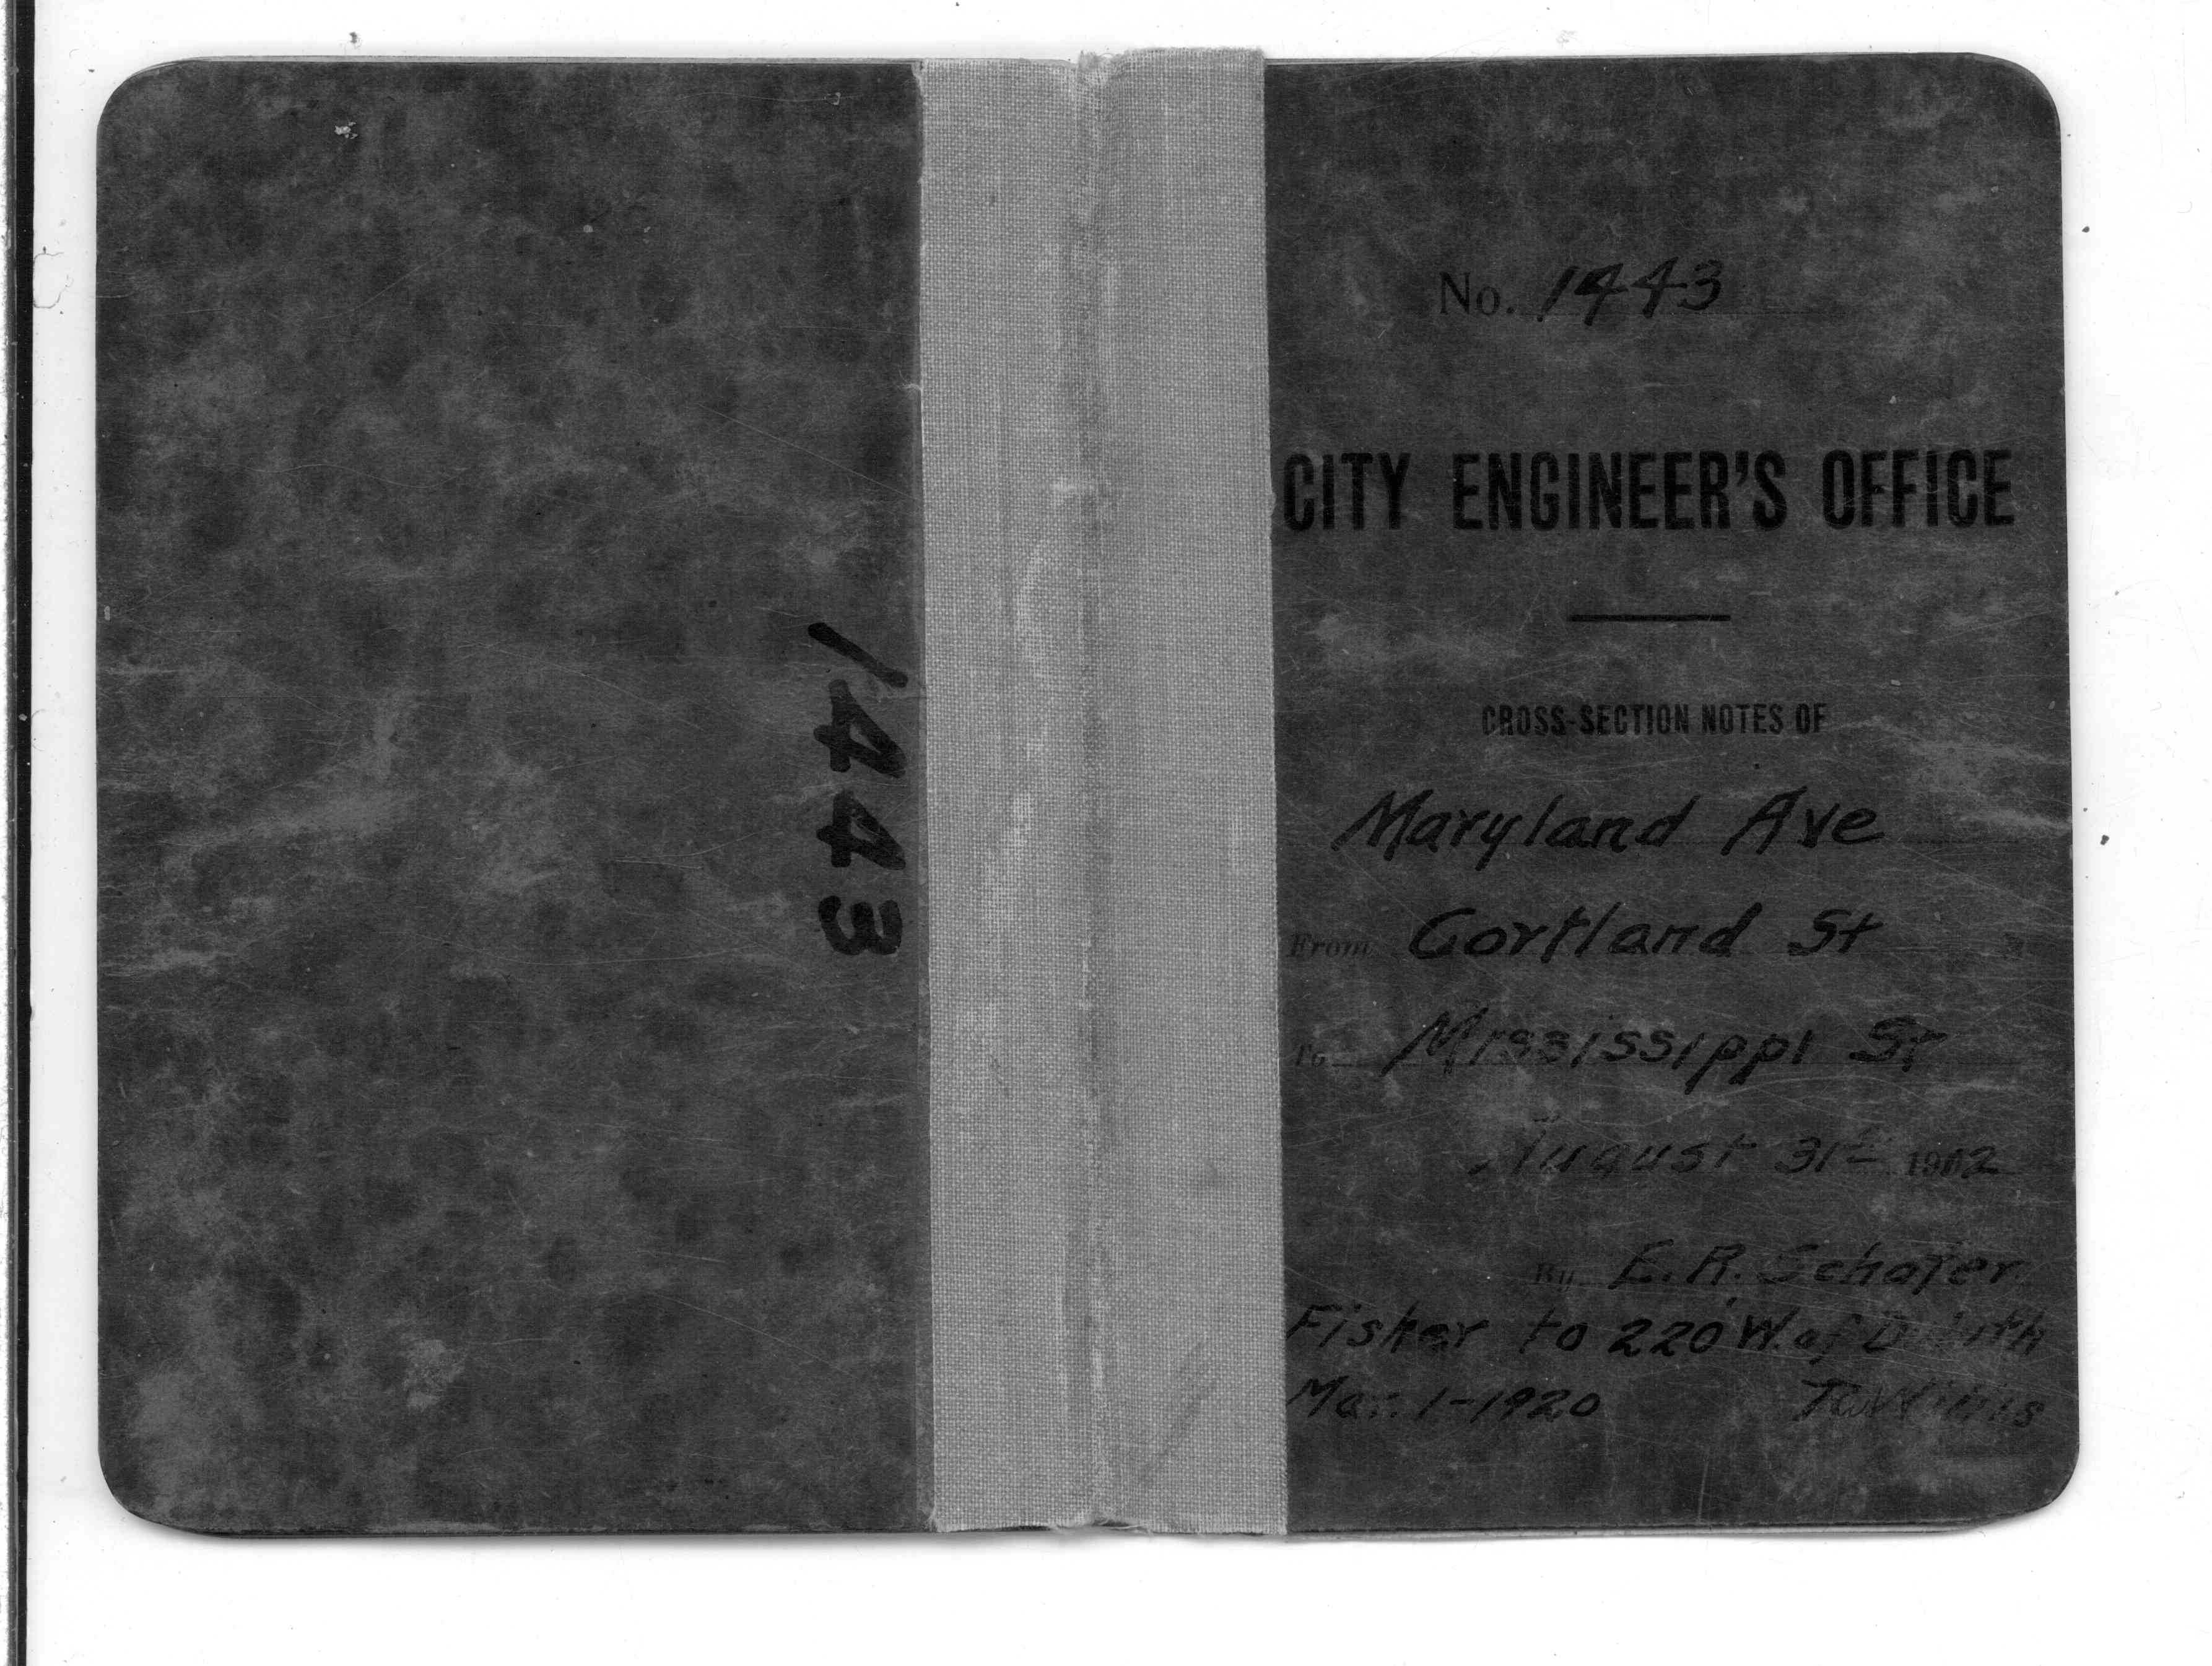 1443
No. 1443
CITY ENGINEER'S OFFICE
CROSS-SECTION NOTES OF
Maryland Ave
From Cortland St
To Mississippi St
August 31st 1902
By E. R. Schafer
Fisher to 220' W. of Duluth
Mar. 1-1920